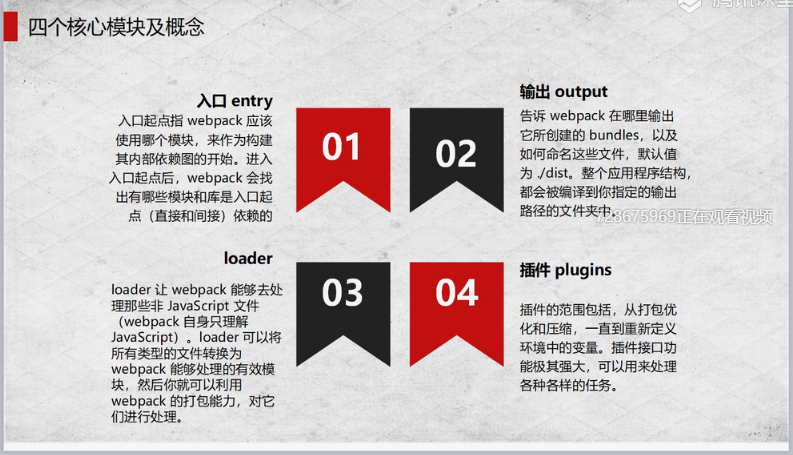 腾讯课堂
四个核心模块及概念
入口 entry
入口起点指 webpack 应该
使用哪个模块，来作为构建
其内部依赖图的开始。进入
入口起点后，webpack 会找
出有哪些模块和库是入口起
点（直接和间接）依赖的
01
02
输出 output
告诉 webpack 在哪里输出
它所创建的 bundles，以及
如何命名这些文件，默认值
为 ./dist。整个应用程序结构，
都会被编译到你指定的输出
路径的文件夹中。
728675969正在观看视频
loader
loader 让 webpack 能够去处
理那些非 JavaScript 文件
（webpack 自身只理解
JavaScript）。loader 可以将
所有类型的文件转换为
webpack 能够处理的有效模
块，然后你就可以利用
webpack 的打包能力，对它
们进行处理。
03
04
插件 plugins
插件的范围包括，从打包优
化和压缩，一直到重新定义
环境中的变量。插件接口功
能极其强大，可以用来处理
各种各样的任务。